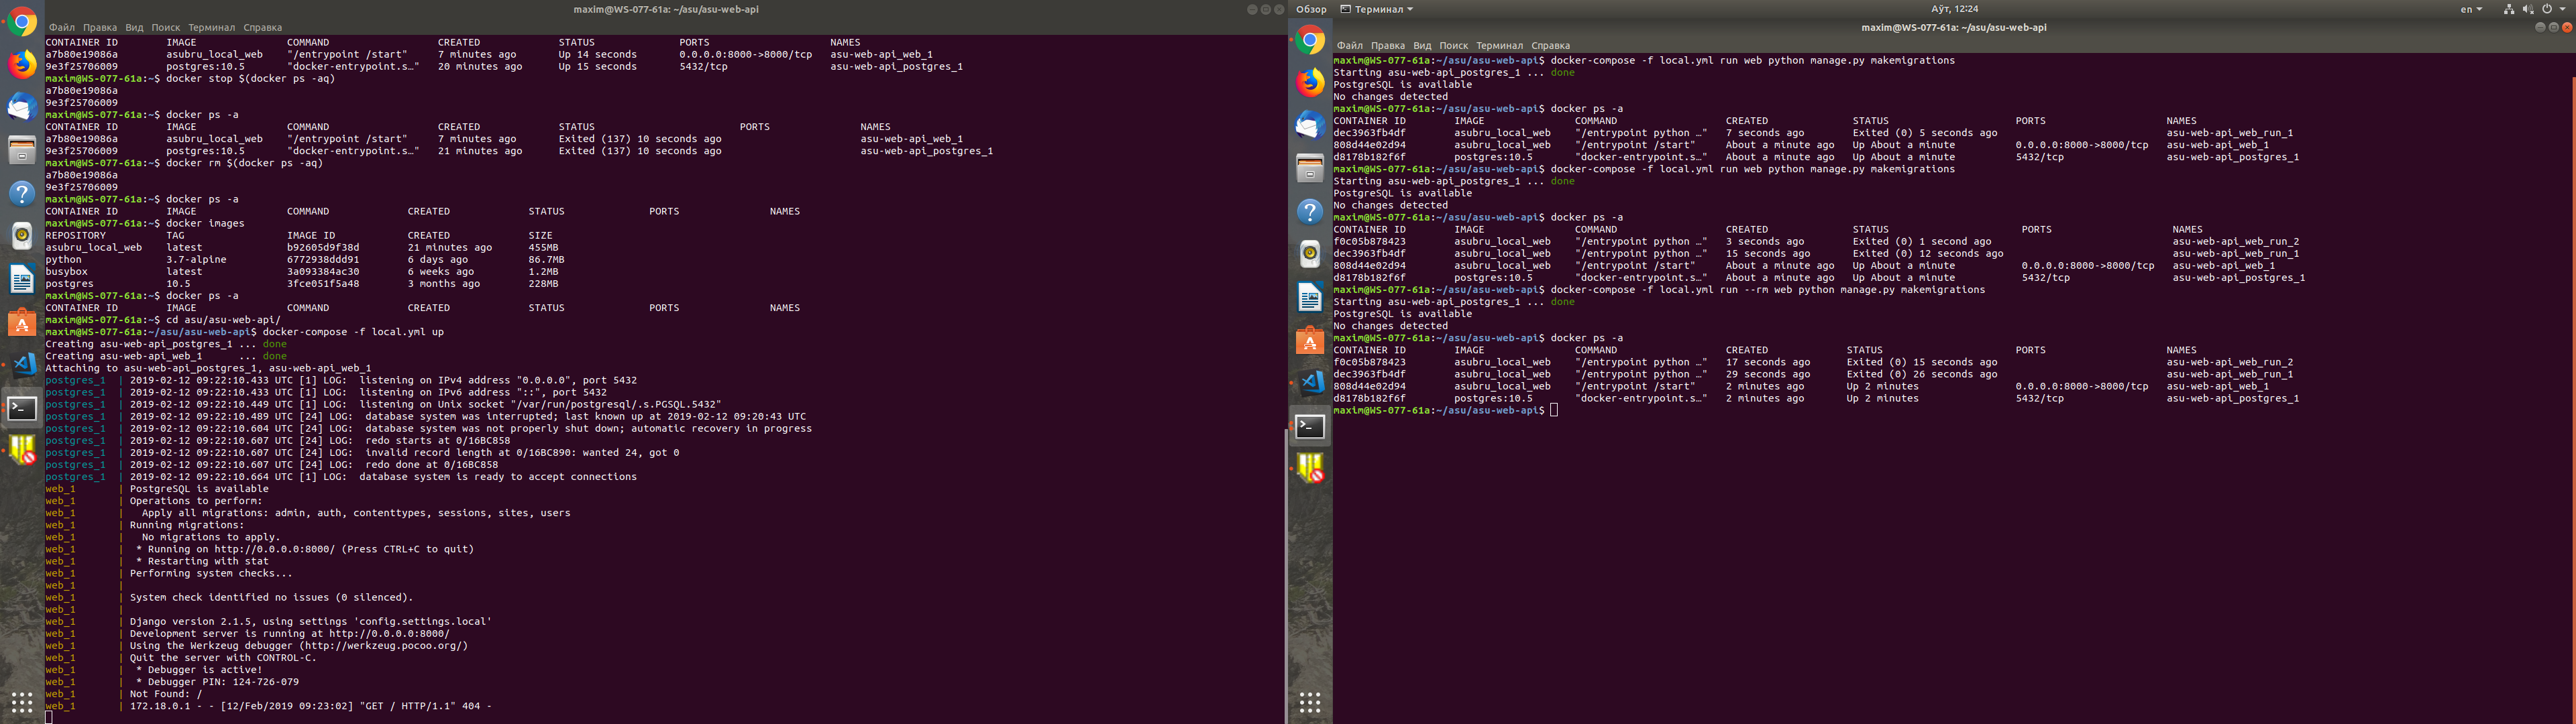 maxim@WS-077-61a: ~/asu/asu-web-api
Файл Правка Вид Поиск Терминал Справка
CONTAINER ID        IMAGE               COMMAND                  CREATED             STATUS              PORTS                    NAMES
a7b80e19086a        asubru_local_web    "/entrypoint /start"     7 minutes ago       Up 14 seconds       0.0.0.0:8000->8000/tcp   asu-web-api_web_1
9e3f25706009        postgres:10.5       "docker-entrypoint.s…"   20 minutes ago      Up 15 seconds       5432/tcp                 asu-web-api_postgres_1
maxim@WS-077-61a:~$ docker stop $(docker ps -aq)
a7b80e19086a
9e3f25706009
maxim@WS-077-61a:~$ docker ps -a
CONTAINER ID        IMAGE               COMMAND                  CREATED             STATUS                        PORTS               NAMES
a7b80e19086a        asubru_local_web    "/entrypoint /start"     7 minutes ago       Exited (137) 10 seconds ago                       asu-web-api_web_1
9e3f25706009        postgres:10.5       "docker-entrypoint.s…"   21 minutes ago      Exited (137) 10 seconds ago                       asu-web-api_postgres_1
maxim@WS-077-61a:~$ docker rm $(docker ps -aq)
a7b80e19086a
9e3f25706009
maxim@WS-077-61a:~$ docker ps -a
CONTAINER ID        IMAGE               COMMAND             CREATED             STATUS              PORTS               NAMES
maxim@WS-077-61a:~$ docker images
REPOSITORY          TAG                 IMAGE ID            CREATED             SIZE
asubru_local_web    latest              b92605d9f38d        21 minutes ago      455MB
python              3.7-alpine          6772938ddd91        6 days ago          86.7MB
busybox             latest              3a093384ac30        6 weeks ago         1.2MB
postgres            10.5                3fce051f5a48        3 months ago        228MB
maxim@WS-077-61a:~$ docker ps -a
CONTAINER ID        IMAGE               COMMAND             CREATED             STATUS              PORTS               NAMES
maxim@WS-077-61a:~$ cd asu/asu-web-api/
maxim@WS-077-61a:~/asu/asu-web-api$ docker-compose -f local.yml up
Creating asu-web-api_postgres_1 ... done
Creating asu-web-api_web_1      ... done
Attaching to asu-web-api_postgres_1, asu-web-api_web_1
postgres_1  | 2019-02-12 09:22:10.433 UTC [1] LOG:  listening on IPv4 address "0.0.0.0", port 5432
postgres_1  | 2019-02-12 09:22:10.433 UTC [1] LOG:  listening on IPv6 address "::", port 5432
postgres_1  | 2019-02-12 09:22:10.449 UTC [1] LOG:  listening on Unix socket "/var/run/postgresql/.s.PGSQL.5432"
postgres_1  | 2019-02-12 09:22:10.489 UTC [24] LOG:  database system was interrupted; last known up at 2019-02-12 09:20:43 UTC
postgres_1  | 2019-02-12 09:22:10.604 UTC [24] LOG:  database system was not properly shut down; automatic recovery in progress
postgres_1  | 2019-02-12 09:22:10.607 UTC [24] LOG:  redo starts at 0/16BC858
postgres_1  | 2019-02-12 09:22:10.607 UTC [24] LOG:  invalid record length at 0/16BC890: wanted 24, got 0
postgres_1  | 2019-02-12 09:22:10.607 UTC [24] LOG:  redo done at 0/16BC858
postgres_1  | 2019-02-12 09:22:10.664 UTC [1] LOG:  database system is ready to accept connections
web_1       | PostgreSQL is available
web_1       | Operations to perform:
web_1       |   Apply all migrations: admin, auth, contenttypes, sessions, sites, users
web_1       | Running migrations:
web_1       |   No migrations to apply.
web_1       |  * Running on http://0.0.0.0:8000/ (Press CTRL+C to quit)
web_1       |  * Restarting with stat
web_1       | Performing system checks...
web_1       |
web_1       | System check identified no issues (0 silenced).
web_1       |
web_1       | Django version 2.1.5, using settings 'config.settings.local'
web_1       | Development server is running at http://0.0.0.0:8000/
web_1       | Using the Werkzeug debugger (http://werkzeug.pocoo.org/)
web_1       | Quit the server with CONTROL-C.
web_1       |  * Debugger is active!
web_1       |  * Debugger PIN: 124-726-079
web_1       | Not Found: /
web_1       | 172.18.0.1 - - [12/Feb/2019 09:23:02] "GET / HTTP/1.1" 404 -
Обзор Терминал Аўт, 12:24 en
maxim@WS-077-61a: ~/asu/asu-web-api
Файл Правка Вид Поиск Терминал Справка
maxim@WS-077-61a:~/asu/asu-web-api$ docker-compose -f local.yml run web python manage.py makemigrations
Starting asu-web-api_postgres_1 ... done
PostgreSQL is available
No changes detected
maxim@WS-077-61a:~/asu/asu-web-api$ docker ps -a
CONTAINER ID        IMAGE               COMMAND                  CREATED              STATUS                     PORTS                    NAMES
dec3963fb4df        asubru_local_web    "/entrypoint python …"   7 seconds ago        Exited (0) 5 seconds ago                            asu-web-api_web_run_1
808d44e02d94        asubru_local_web    "/entrypoint /start"     About a minute ago   Up About a minute          0.0.0.0:8000->8000/tcp   asu-web-api_web_1
d8178b182f6f        postgres:10.5       "docker-entrypoint.s…"   About a minute ago   Up About a minute          5432/tcp                 asu-web-api_postgres_1
maxim@WS-077-61a:~/asu/asu-web-api$ docker-compose -f local.yml run web python manage.py makemigrations
Starting asu-web-api_postgres_1 ... done
PostgreSQL is available
No changes detected
maxim@WS-077-61a:~/asu/asu-web-api$ docker ps -a
CONTAINER ID        IMAGE               COMMAND                  CREATED              STATUS                      PORTS                    NAMES
f0c05b878423        asubru_local_web    "/entrypoint python …"   3 seconds ago        Exited (0) 1 second ago                              asu-web-api_web_run_2
dec3963fb4df        asubru_local_web    "/entrypoint python …"   15 seconds ago       Exited (0) 12 seconds ago                            asu-web-api_web_run_1
808d44e02d94        asubru_local_web    "/entrypoint /start"     About a minute ago   Up About a minute           0.0.0.0:8000->8000/tcp   asu-web-api_web_1
d8178b182f6f        postgres:10.5       "docker-entrypoint.s…"   About a minute ago   Up About a minute           5432/tcp                 asu-web-api_postgres_1
maxim@WS-077-61a:~/asu/asu-web-api$ docker-compose -f local.yml run --rm web python manage.py makemigrations
Starting asu-web-api_postgres_1 ... done
PostgreSQL is available
No changes detected
maxim@WS-077-61a:~/asu/asu-web-api$ docker ps -a
CONTAINER ID        IMAGE               COMMAND                  CREATED             STATUS                      PORTS                    NAMES
f0c05b878423        asubru_local_web    "/entrypoint python …"   17 seconds ago      Exited (0) 15 seconds ago                            asu-web-api_web_run_2
dec3963fb4df        asubru_local_web    "/entrypoint python …"   29 seconds ago      Exited (0) 26 seconds ago                            asu-web-api_web_run_1
808d44e02d94        asubru_local_web    "/entrypoint /start"     2 minutes ago       Up 2 minutes                0.0.0.0:8000->8000/tcp   asu-web-api_web_1
d8178b182f6f        postgres:10.5       "docker-entrypoint.s…"   2 minutes ago       Up 2 minutes                5432/tcp                 asu-web-api_postgres_1
maxim@WS-077-61a:~/asu/asu-web-api$